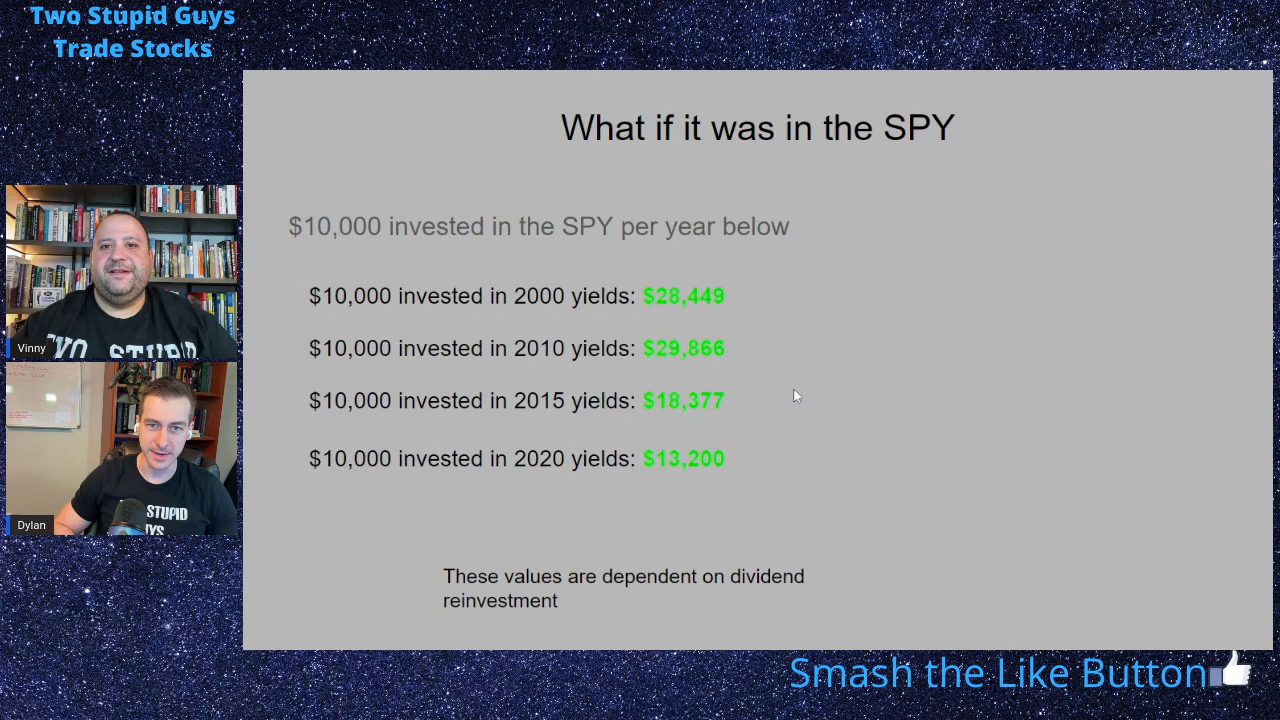 Two Stupid Guys
Trade Stocks
What if it was in the SPY
$10,000 invested in the SPY per year below
$10,000 invested in 2000 yields: $28,449
$10,000 invested in 2010 yields: $29,866
$10,000 invested in 2015 yields: $18,377
$10,000 invested in 2020 yields: $13,200
These values are dependent on dividend
reinvestment
Vinny
STUPID
Dylan
Smash the Like Button